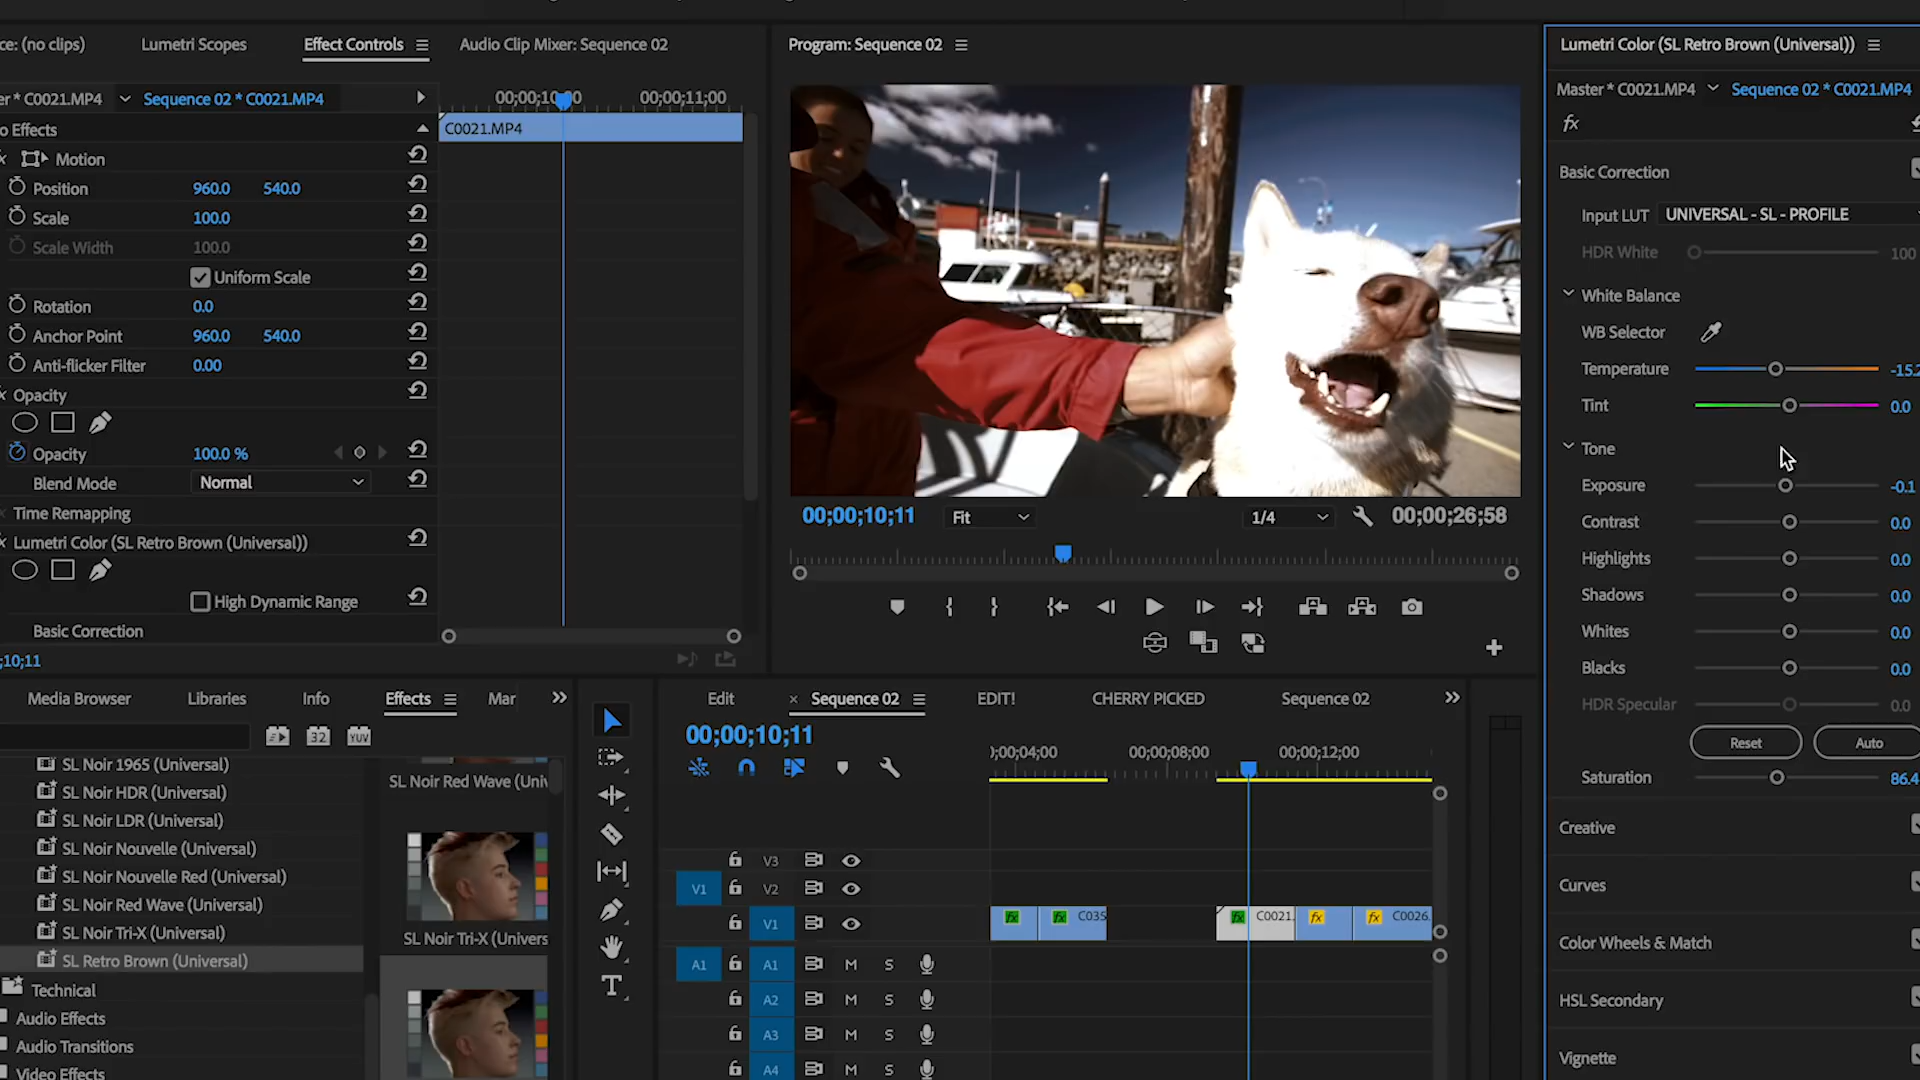 ce: (no clips)
Lumetri Scopes
Effect Controls
Audio Clip Mixer: Sequence 02
er * C0021.MP4
Sequence 02 * C0021.MP4
00;00;10;00
00;00;11;00
o Effects
C0021.MP4
Motion
Position 960.0 540.0
Scale 100.0
Scale Width 100.0
Uniform Scale
Rotation 0.0
Anchor Point 960.0 540.0
Anti-flicker Filter 0.00
Opacity
Opacity 100.0 %
Blend Mode Normal
Time Remapping
Lumetri Color (SL Retro Brown (Universal))
High Dynamic Range
Basic Correction
;10;11
Program: Sequence 02
00;00;10;11
Fit
1/4
00;00;26;58
Lumetri Color (SL Retro Brown (Universal))
Master * C0021.MP4
Sequence 02 * C0021.MP4
fx
Basic Correction
Input LUT UNIVERSAL - SL - PROFILE
HDR White 100
White Balance
WB Selector
Temperature -15.2
Tint 0.0
Tone
Exposure -0.1
Contrast 0.0
Highlights 0.0
Shadows 0.0
Whites 0.0
Blacks 0.0
HDR Specular 0.0
Reset
Auto
Saturation 86.4
Creative
Curves
Color Wheels & Match
HSL Secondary
Vignette
Media Browser
Libraries
Info
Effects
Mar
32
YUV
SL Noir 1965 (Universal)
SL Noir HDR (Universal)
SL Noir LDR (Universal)
SL Noir Nouvelle (Universal)
SL Noir Nouvelle Red (Universal)
SL Noir Red Wave (Universal)
SL Noir Tri-X (Universal)
SL Retro Brown (Universal)
Technical
Audio Effects
Audio Transitions
Video Effects
SL Noir Red Wave (Univ
SL Noir Tri-X (Univers
Edit
Sequence 02
EDIT!
CHERRY PICKED
Sequence 02
00;00;10;11
;00;04;00
00;00;08;00
00;00;12;00
V3
V1 V2
V1
fx fx C035
fx C0021. fx fx C0026.
A1 A1 M S
A2 M S
A3 M S
A4 M S